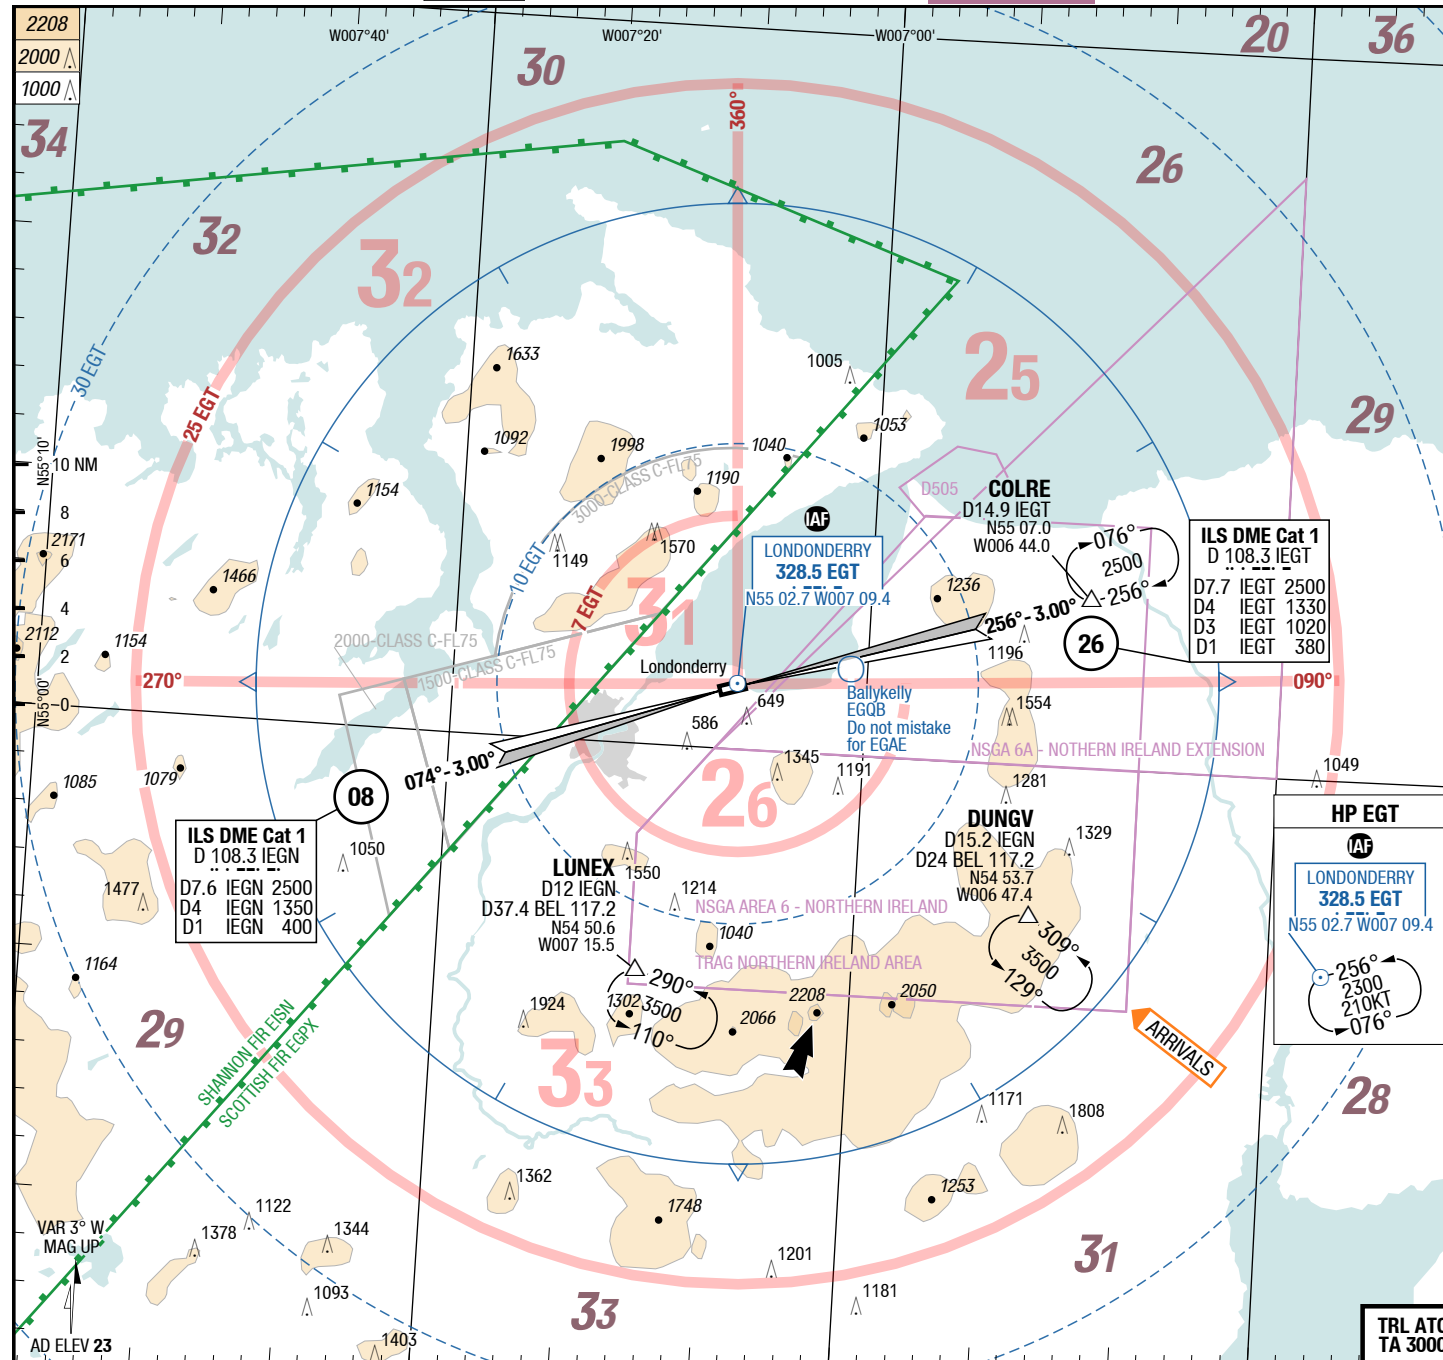 2208
2000
1000
W007°40'
W007°20'
W007°00'
20
36
30
34
32
26
29
360°
32
25
30 EGT
25 EGT
1633
1005
1092
1998
1040
1053
3000-CLASS C-FL75
1190
1154
N55°10'
10 NM
8
6
4
2
0
N55°00'
2171
1466
2112
1154
1149
1570
10 EGT
7 EGT
31
IAF
LONDONDERRY
328.5 EGT
N55 02.7 W007 09.4
D505
COLRE
D14.9 IEGT
N55 07.0
W006 44.0
076°
2500
256°
ILS DME Cat 1
D 108.3 IEGT
D7.7 IEGT 2500
D4 IEGT 1330
D3 IEGT 1020
D1 IEGT 380
1236
256°-3.00°
26
1196
2000-CLASS C-FL75
1500-CLASS C-FL75
Londonderry
270°
090°
649
586
Ballykelly
EGQB
Do not mistake
for EGAE
1554
NSGA 6A - NOTHERN IRELAND EXTENSION
1345
1191
1281
1049
26
074°-3.00°
08
1085
1079
ILS DME Cat 1
D 108.3 IEGN
D7.6 IEGN 2500
D4 IEGN 1350
D1 IEGN 400
1050
1477
1164
LUNEX
D12 IEGN
D37.4 BEL 117.2
N54 50.6
W007 15.5
1550
1214
NSGA AREA 6 - NORTHERN IRELAND
1040
TRAG NORTHERN IRELAND AREA
DUNGV
D15.2 IEGN
D24 BEL 117.2
N54 53.7
W006 47.4
1329
309°
3500
129°
HP EGT
IAF
LONDONDERRY
328.5 EGT
N55 02.7 W007 09.4
256°
2300
210KT
076°
290°
3500
110°
1924
1302
2066
2208
2050
ARRIVALS
29
SHANNON FIR EISN
SCOTTISH FIR EGPX
33
28
1171
1808
1362
1748
1253
1122
1378
1344
1093
1403
1201
1181
33
31
VAR 3° W
MAG UP
AD ELEV 23
TRL ATC
TA 3000